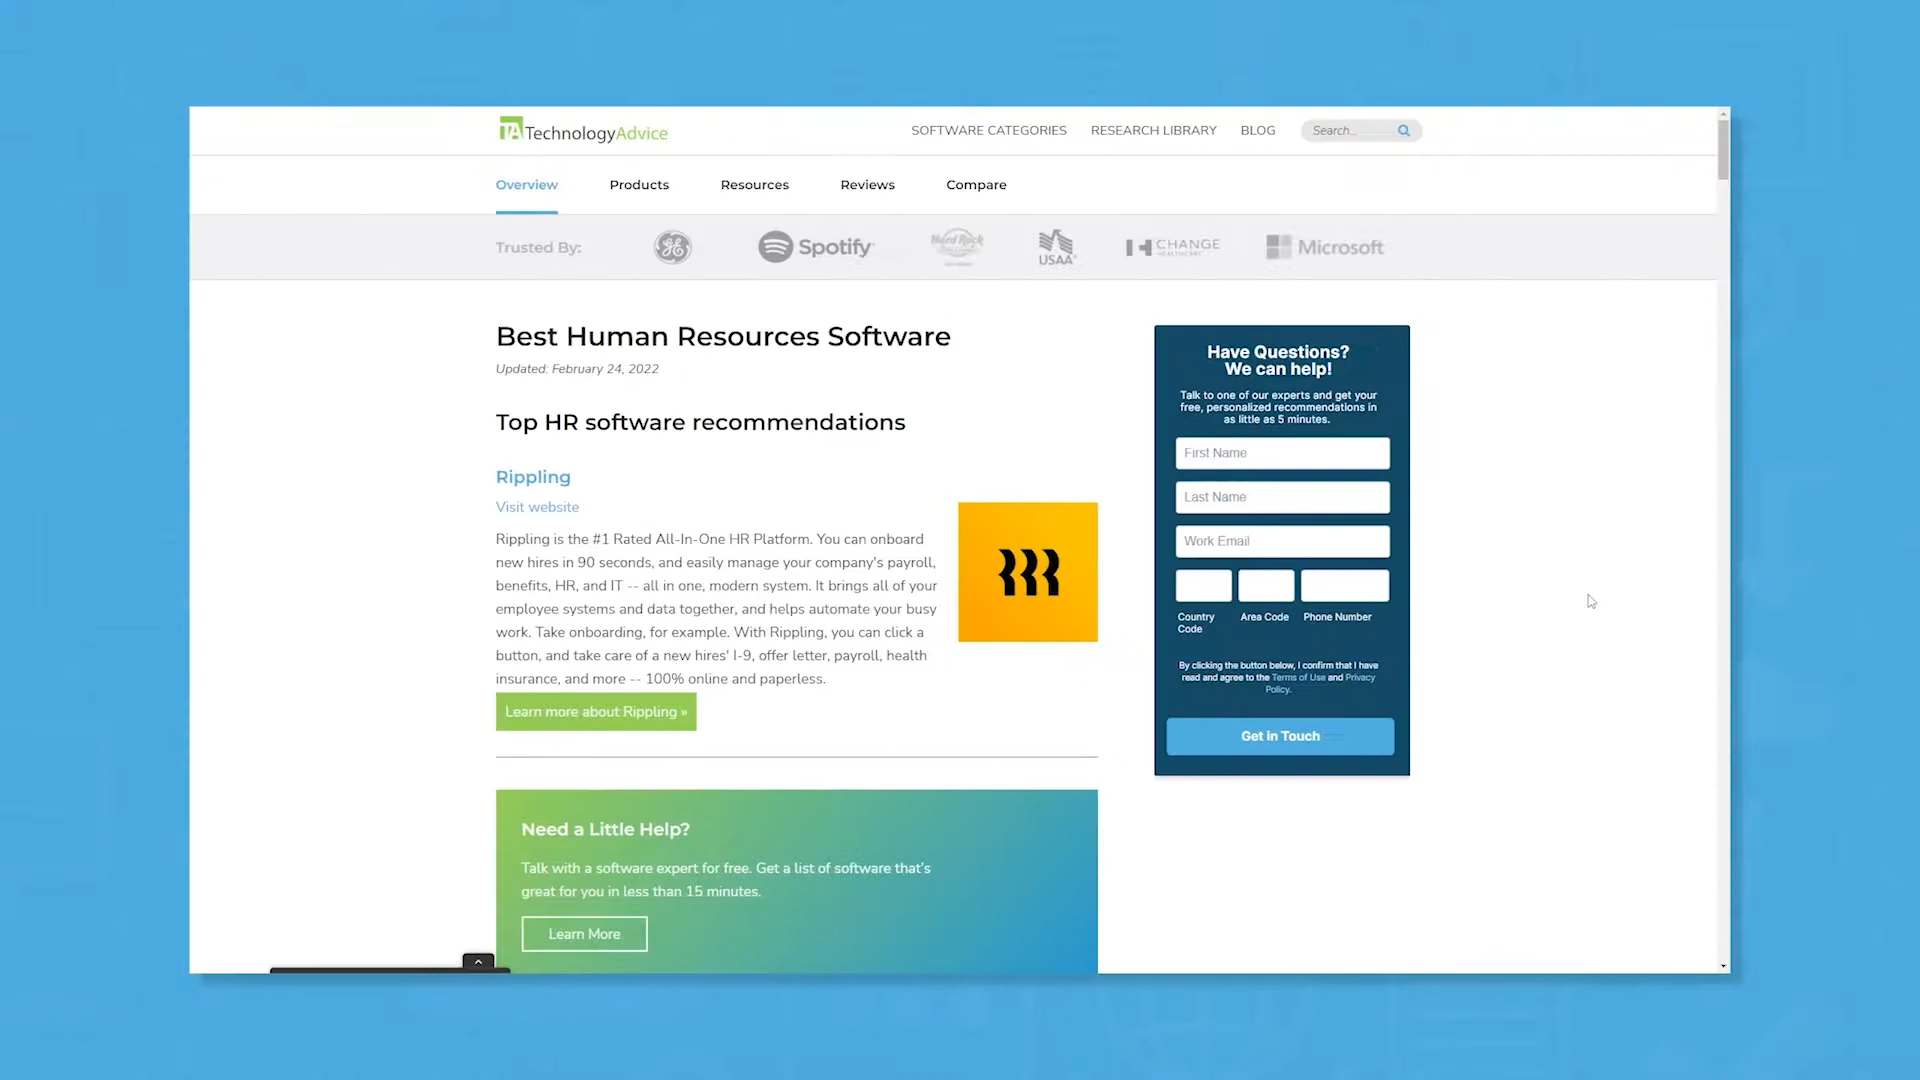 TA TechnologyAdvice
SOFTWARE CATEGORIES
RESEARCH LIBRARY
BLOG
Search...
Overview
Products
Resources
Reviews
Compare
Trusted By:
GE
Spotify
Hard Rock
USAA
CHANGE
HEALTHCARE
Microsoft
Best Human Resources Software
Updated: February 24, 2022
Top HR software recommendations
Rippling
Visit website
Rippling is the #1 Rated All-In-One HR Platform. You can onboard
new hires in 90 seconds, and easily manage your company's payroll,
benefits, HR, and IT -- all in one, modern system. It brings all of your
employee systems and data together, and helps automate your busy
work. Take onboarding, for example. With Rippling, you can click a
button, and take care of a new hires' I-9, offer letter, payroll, health
insurance, and more -- 100% online and paperless.
Learn more about Rippling »
Need a Little Help?
Talk with a software expert for free. Get a list of software that's
great for you in less than 15 minutes.
Learn More
Have Questions?
We can help!
Talk to one of our experts and get your
free, personalized recommendations in
as little as 5 minutes.
First Name
Last Name
Work Email
Country
Code
Area Code
Phone Number
By clicking the button below, I confirm that I have
read and agree to the Terms of Use and Privacy
Policy.
Get in Touch